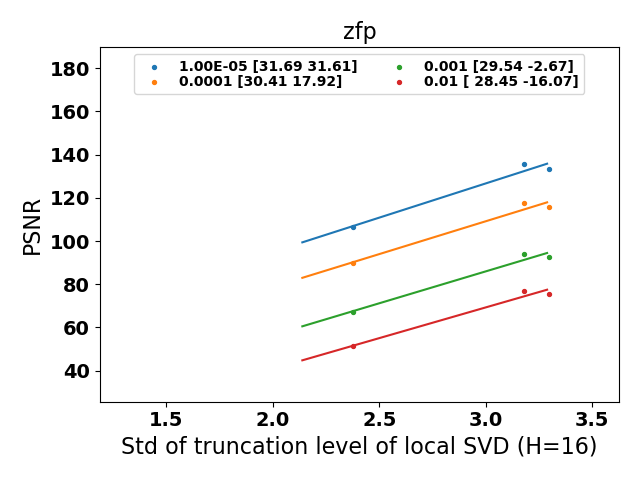 zfp
1.00E-05 [31.69 31.61]
0.0001 [30.41 17.92]
0.001 [29.54 -2.67]
0.01 [ 28.45 -16.07]
PSNR
180
160
140
120
100
80
60
40
1.5 2.0 2.5 3.0 3.5
Std of truncation level of local SVD (H=16)